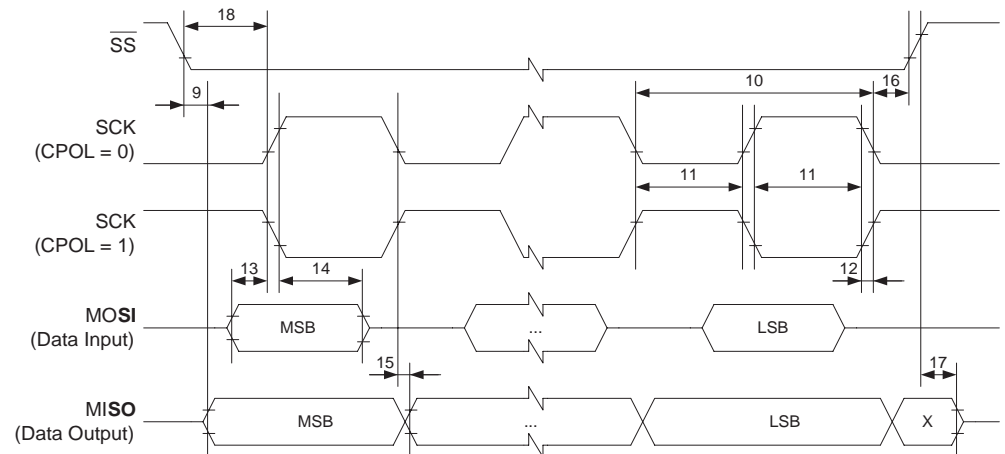 18
SS
9
10
16
SCK
(CPOL = 0)
11
11
SCK
(CPOL = 1)
13
14
12
MOSI
(Data Input)
MSB
...
LSB
15
17
MISO
(Data Output)
MSB
...
LSB
X